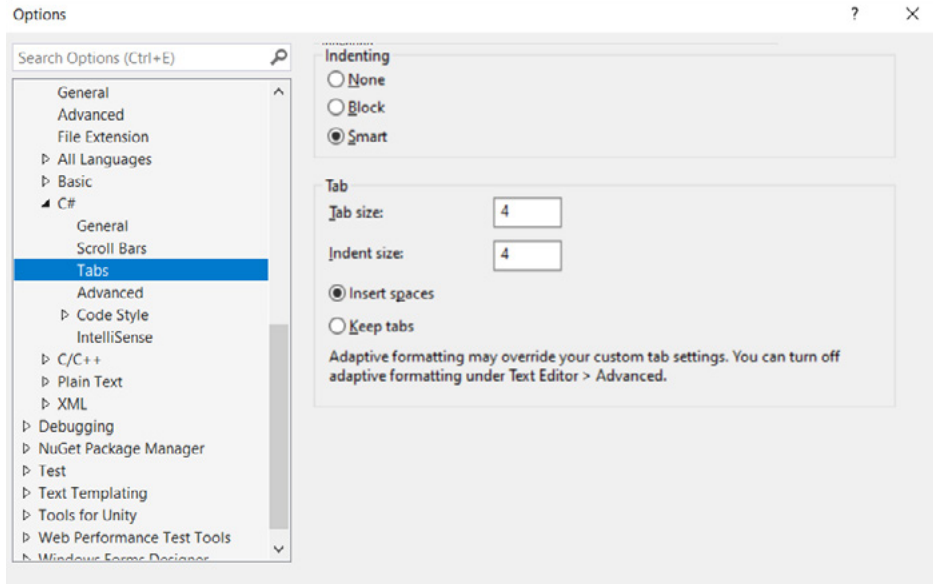 Options
?
Search Options (Ctrl+E)
General
Advanced
File Extension
All Languages
Basic
C#
General
Scroll Bars
Tabs
Advanced
Code Style
IntelliSense
C/C++
Plain Text
XML
Debugging
NuGet Package Manager
Test
Text Templating
Tools for Unity
Web Performance Test Tools
Windows Forms Designer
Indenting
None
Block
Smart
Tab
Tab size:
4
Indent size:
4
Insert spaces
Keep tabs
Adaptive formatting may override your custom tab settings. You can turn off
adaptive formatting under Text Editor > Advanced.